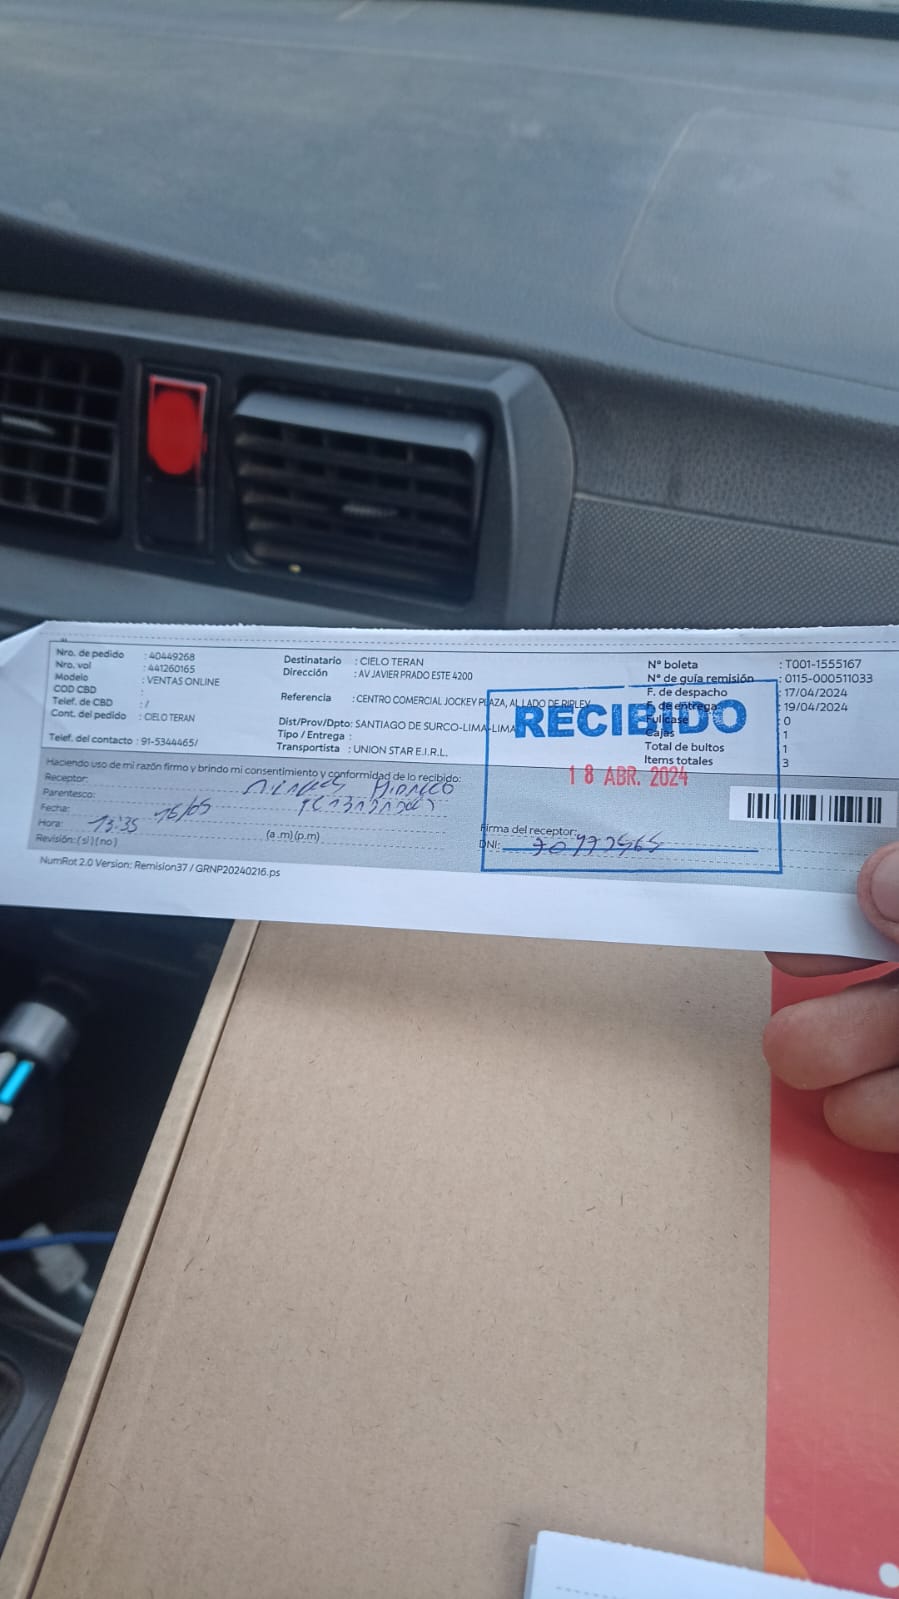 Nro. de pedido : 40449268
Nro. vol : 441260165
Modelo : VENTAS ONLINE
COD CBD :
Telef. de CBD : /
Cont. del pedido : CIELO TERAN
Telef. del contacto : 91-5344465/
Destinatario : CIELO TERAN
Dirección : AV JAVIER PRADO ESTE 4200
Referencia : CENTRO COMERCIAL JOCKEY PLAZA, AL LADO DE RIPLEY
Dist/Prov/Dpto: SANTIAGO DE SURCO-LIMA-LIMA
Tipo / Entrega :
Transportista : UNION STAR E.I.R.L.
N° boleta : T001-1555167
N° de guía remisión : 0115-000511033
F. de despacho : 17/04/2024
F. de entrega : 19/04/2024
Fulicase : 0
Cajas : 1
Total de bultos : 1
Items totales : 3
RECIBIDO
18 ABR. 2024
Haciendo uso de mi razón firmo y brindo mi consentimiento y conformidad de lo recibido:
Receptor:
Parentesco:
Fecha:
Hora: 13:35
Revisión: (si) (no)
(a.m) (p.m)
Firma del receptor:
DNI:
NumRot 2.0 Version: Remision37 / GRNP20240216.ps